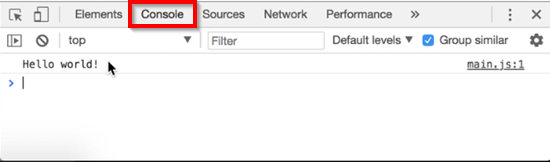 Elements Console Sources Network Performance »
top ▼ Filter Default levels ▼ Group similar
Hello world! main.js:1
>